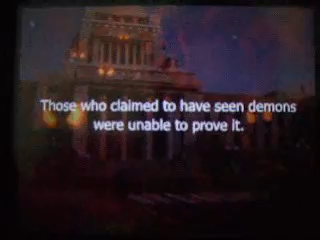 Those who claimed to have seen demons
were unable to prove it.